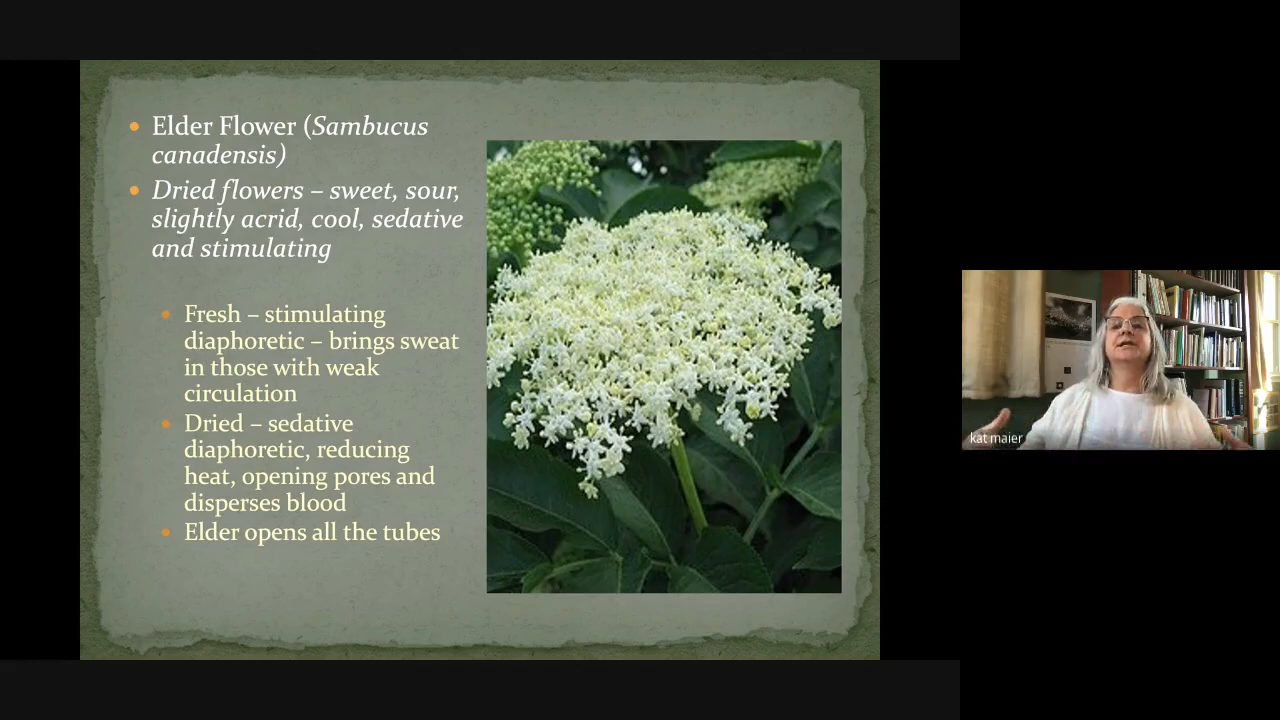 Elder Flower (Sambucus
canadensis)
Dried flowers – sweet, sour,
slightly acrid, cool, sedative
and stimulating
Fresh – stimulating
diaphoretic – brings sweat
in those with weak
circulation
Dried – sedative
diaphoretic, reducing
heat, opening pores and
disperses blood
Elder opens all the tubes
kat maier